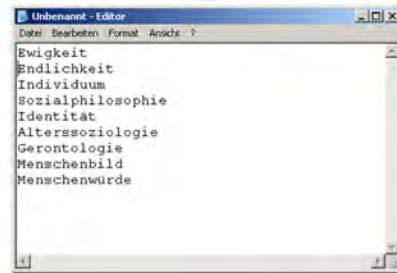 Unbenannt - Editor
Datei Bearbeiten Format Ansicht ?
Ewigkeit
Endlichkeit
Individuum
Sozialphilosophie
Identität
Alterssoziologie
Gerontologie
Menschenbild
Menschenwürde